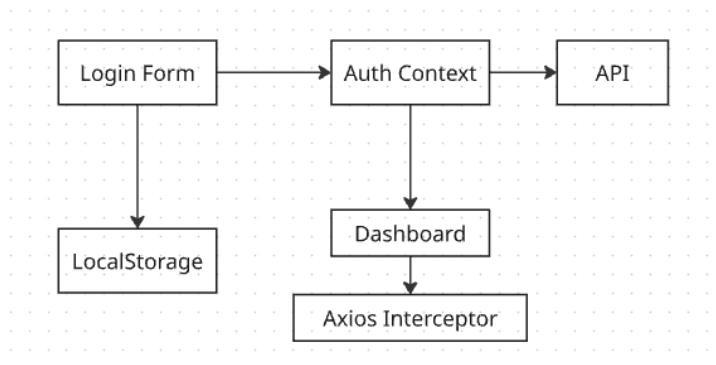 Login Form
Auth Context
API
Dashboard
LocalStorage
Axios Interceptor